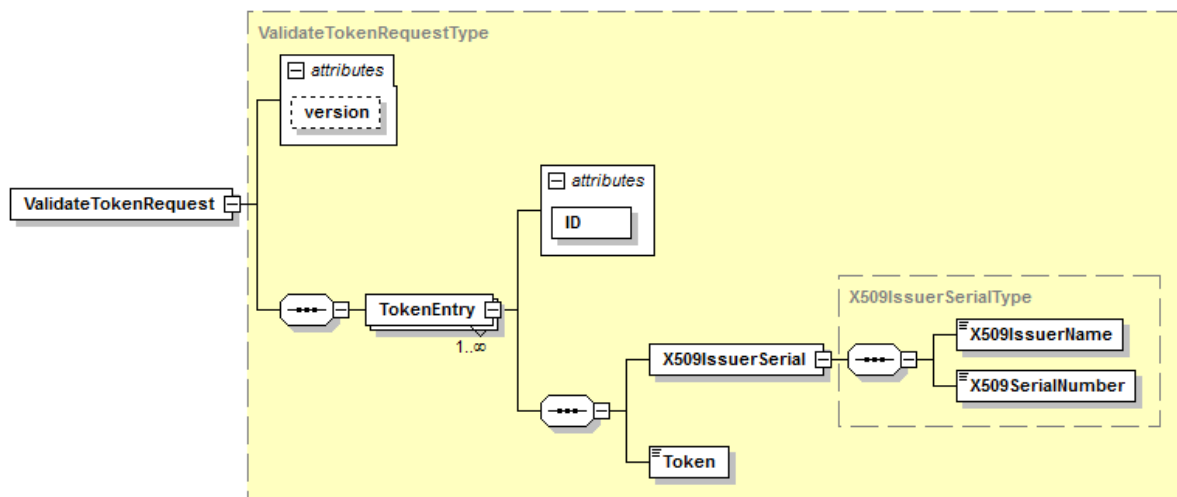 ValidateTokenRequestType
attributes
version
ValidateTokenRequest
attributes
ID
TokenEntry
1..∞
X509IssuerSerialType
X509IssuerName
X509IssuerSerial
X509SerialNumber
Token